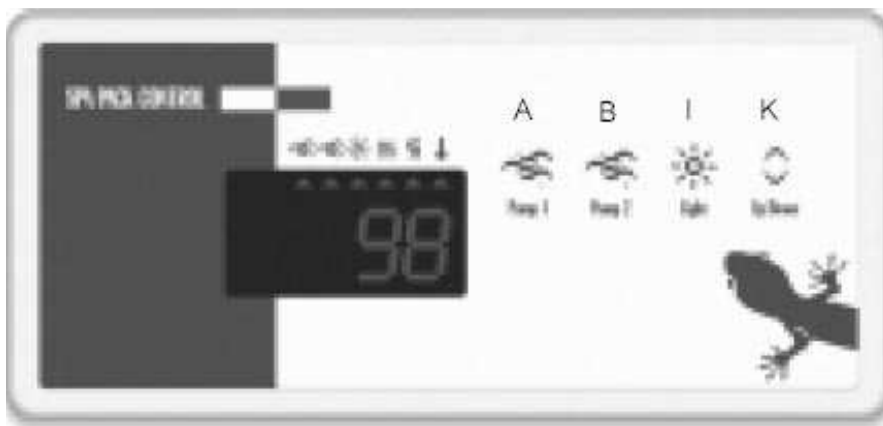 SPA PACK CONTROL
A B I K
98
Pump 1 Pump 2 Light Up/Down